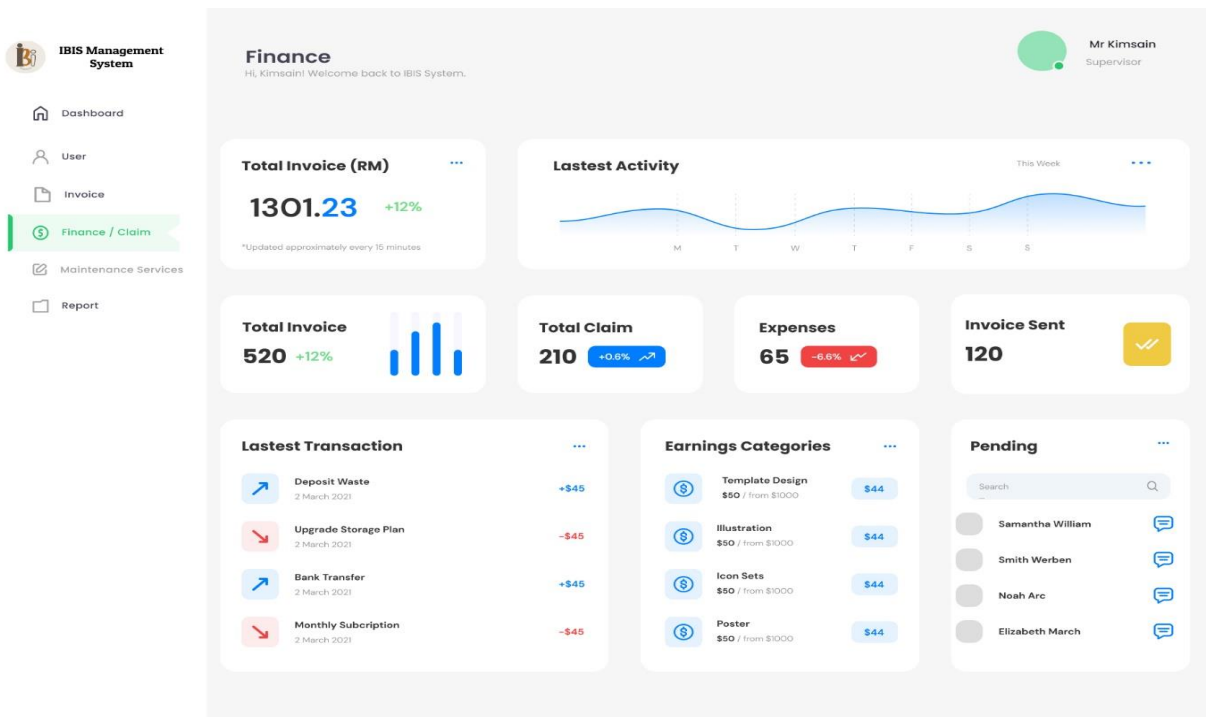 IBIS Management
System
Dashboard
User
Invoice
Finance / Claim
Maintenance Services
Report
Finance
Hi, Kimsain! Welcome back to IBIS System.
Mr Kimsain
Supervisor
Total Invoice (RM)
1301.23 +12%
*Updated approximately every 15 minutes
Lastest Activity
This Week
M T W T F S S
Total Invoice
520 +12%
Total Claim
210 +0.6%
Expenses
65 -6.6%
Invoice Sent
120
Lastest Transaction
Deposit Waste
2 March 2021
+$45
Upgrade Storage Plan
2 March 2021
-$45
Bank Transfer
2 March 2021
+$45
Monthly Subcription
2 March 2021
-$45
Earnings Categories
Template Design
$50 / from $1000
$44
Illustration
$50 / from $1000
$44
Icon Sets
$50 / from $1000
$44
Poster
$50 / from $1000
$44
Pending
Search
Samantha William
Smith Werben
Noah Arc
Elizabeth March